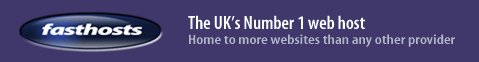 fasthosts
The UK's Number 1 web host
Home to more websites than any other provider